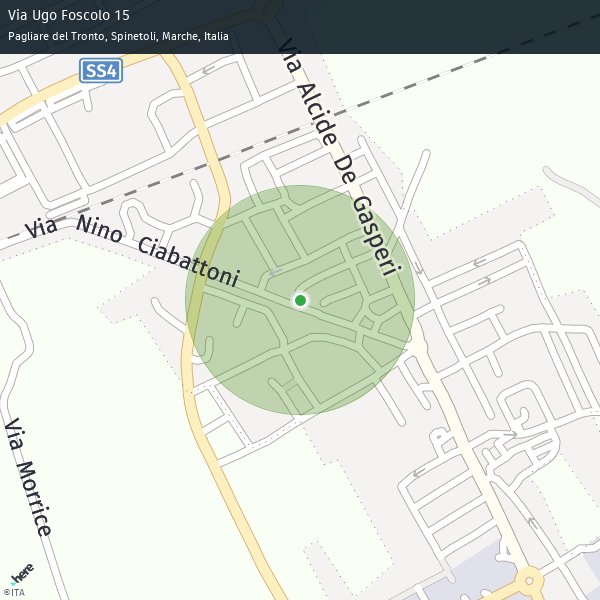 Via Ugo Foscolo 15
Pagliare del Tronto, Spinetoli, Marche, Italia
SS4
Via Alcide De Gasperi
Via Nino Ciabattoni
Via Morrice
here
©ITA